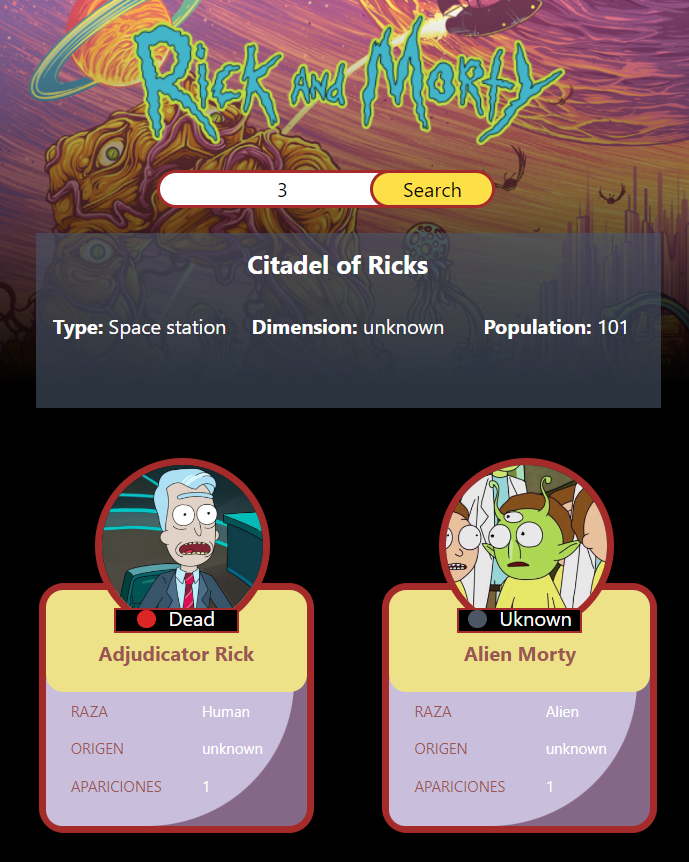 Rick and Morty
3 Search
Citadel of Ricks
Type: Space station Dimension: unknown Population: 101
Dead
Adjudicator Rick
RAZA Human
ORIGEN unknown
APARICIONES 1
Uknown
Alien Morty
RAZA Alien
ORIGEN unknown
APARICIONES 1